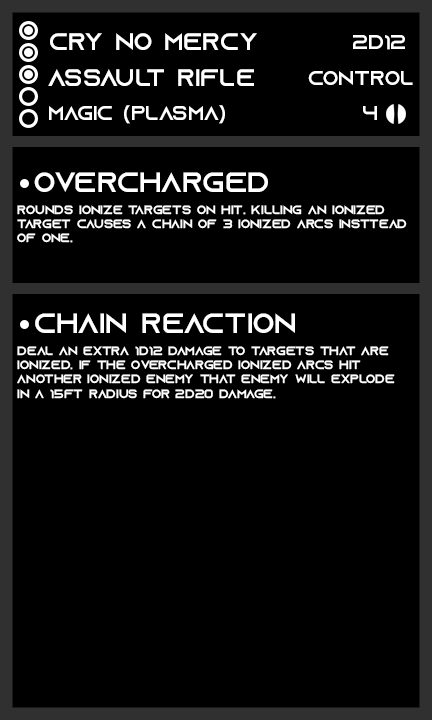 CRY NO MERCY 2D12
ASSAULT RIFLE CONTROL
MAGIC (PLASMA) 4
•OVERCHARGED
ROUNDS IONIZE TARGETS ON HIT. KILLING AN IONIZED
TARGET CAUSES A CHAIN OF 3 IONIZED ARCS INSTTEAD
OF ONE.
•CHAIN REACTION
DEAL AN EXTRA 1D12 DAMAGE TO TARGETS THAT ARE
IONIZED. IF THE OVERCHARGED IONIZED ARCS HIT
ANOTHER IONIZED ENEMY THAT ENEMY WILL EXPLODE
IN A 15FT RADIUS FOR 2D20 DAMAGE.